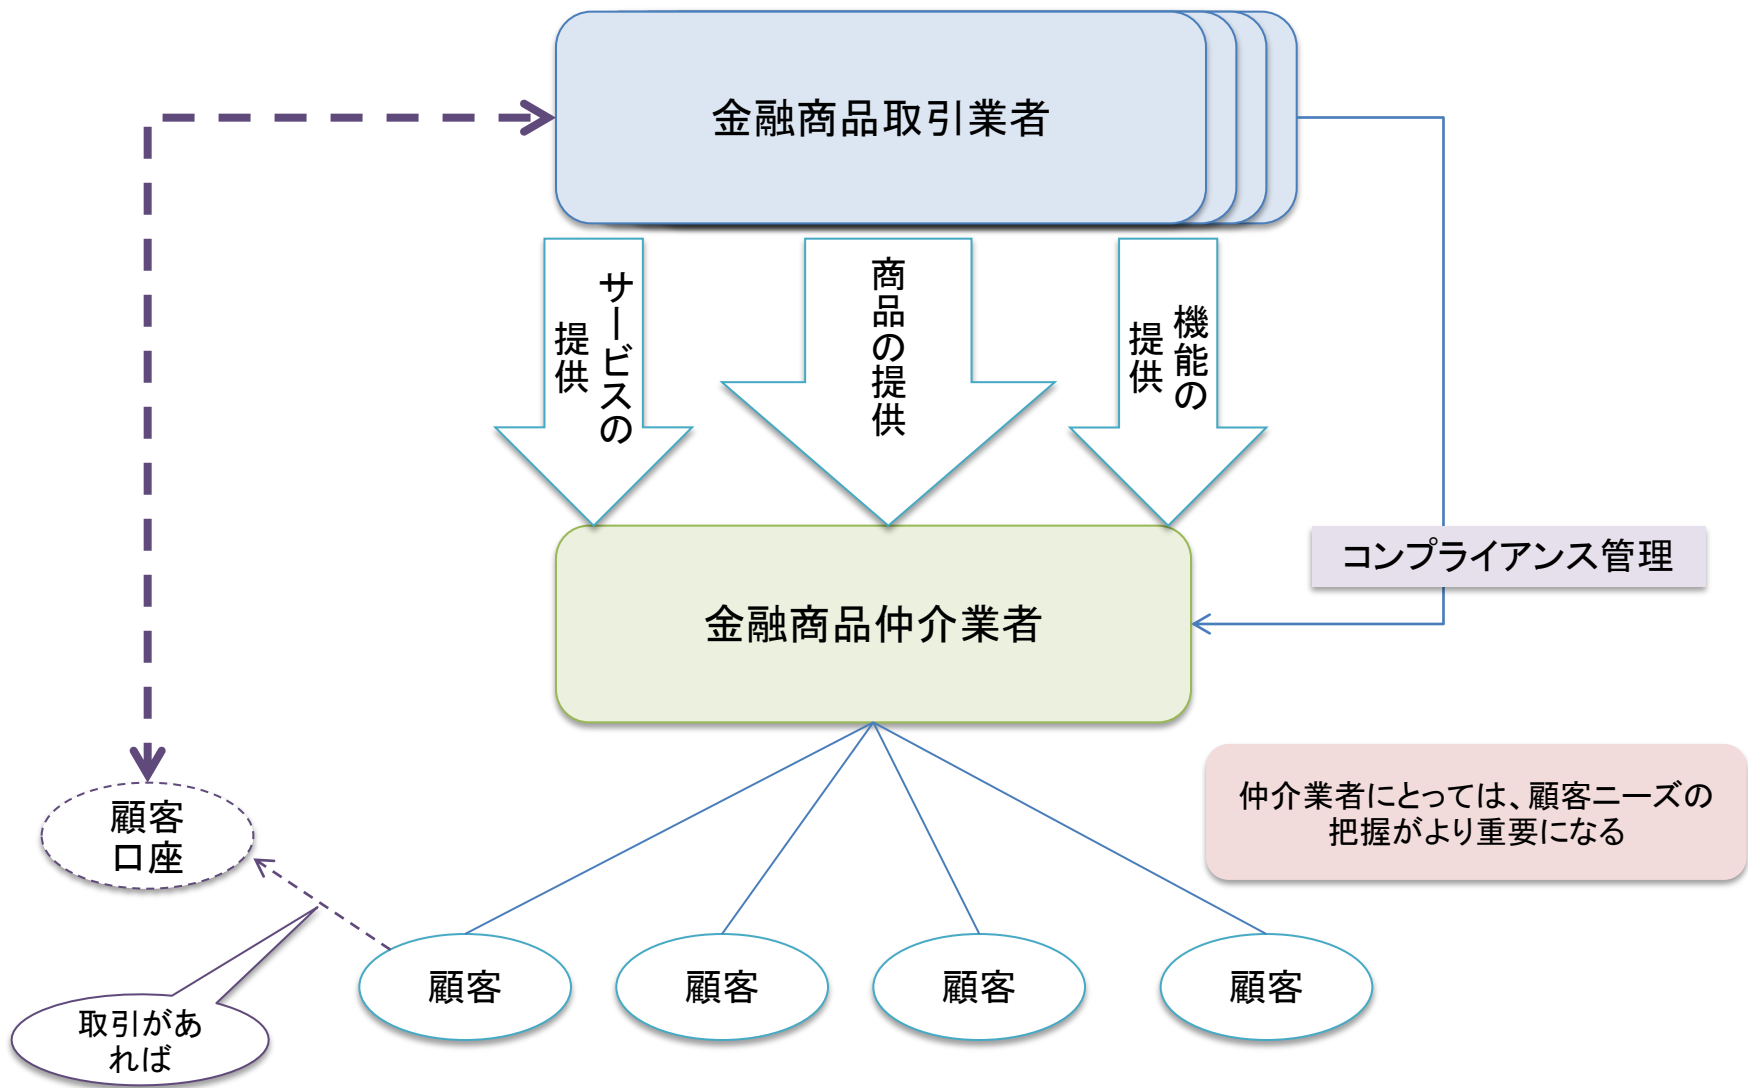 金融商品取引業者
サービスの
提供
商品の提供
機能の
提供
コンプライアンス管理
金融商品仲介業者
仲介業者にとっては、顧客ニーズの
把握がより重要になる
顧客
口座
顧客
顧客
顧客
顧客
取引があ
れば